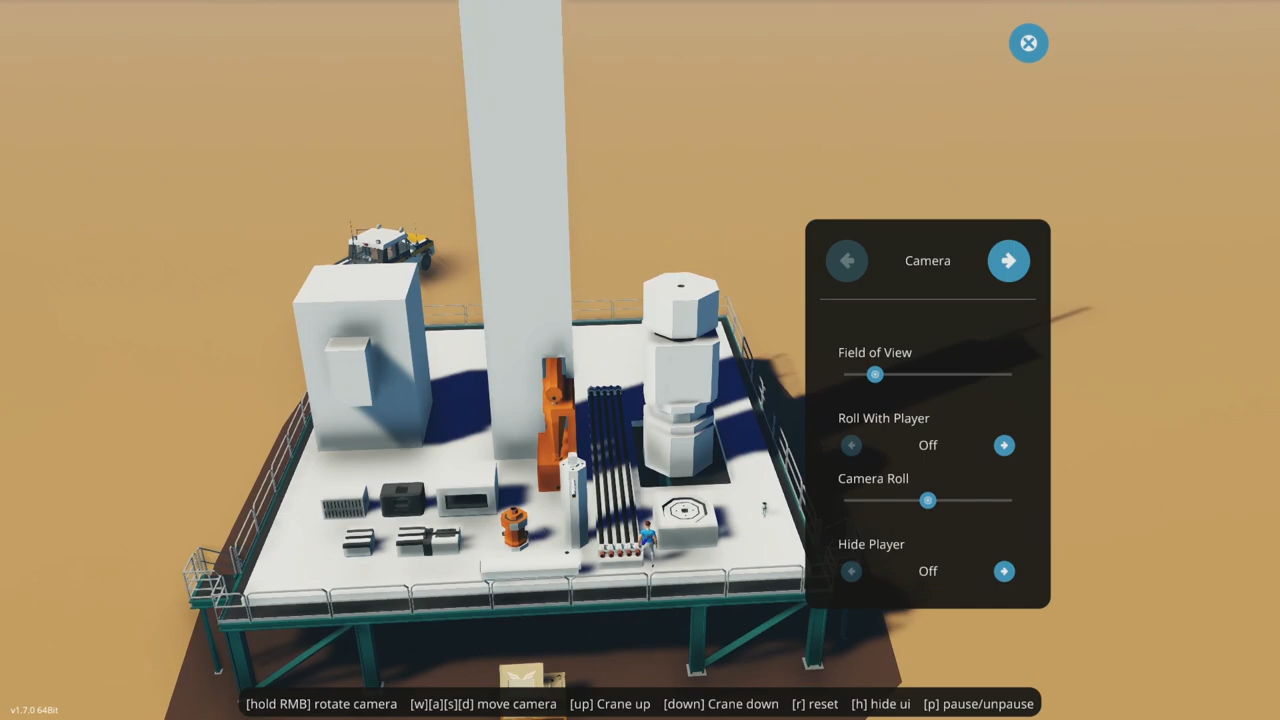 Camera
Field of View
Roll With Player
Off
Camera Roll
Hide Player
Off
[hold RMB] rotate camera [w][a][s][d] move camera [up] Crane up [down] Crane down [r] reset [h] hide ui [p] pause/unpause
v1.7.0 64Bit